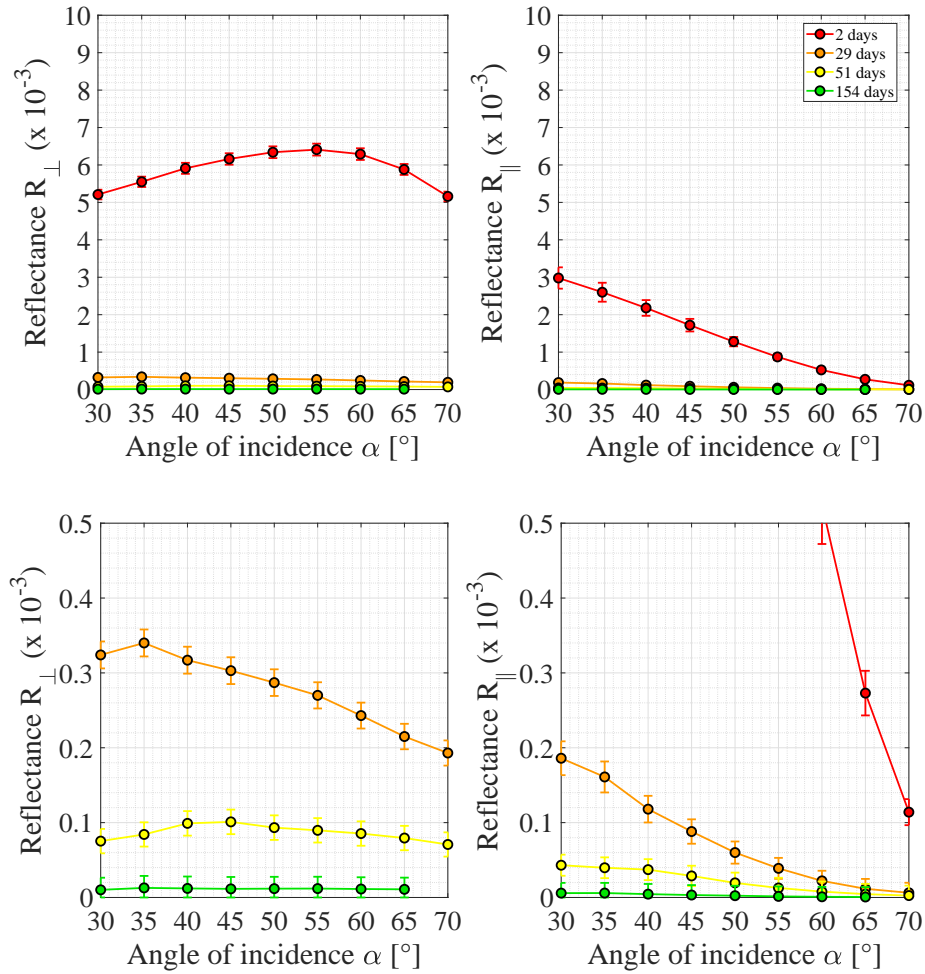 10
9
8
7
6
5
4
3
2
1
0
Reflectance R⊥ (x 10-3)
30 35 40 45 50 55 60 65 70
Angle of incidence α [°]
10
9
8
7
6
5
4
3
2
1
0
Reflectance R∥ (x 10-3)
2 days
29 days
51 days
154 days
30 35 40 45 50 55 60 65 70
Angle of incidence α [°]
0.5
0.4
0.3
0.2
0.1
0
Reflectance R⊥ (x 10-3)
30 35 40 45 50 55 60 65 70
Angle of incidence α [°]
0.5
0.4
0.3
0.2
0.1
0
Reflectance R∥ (x 10-3)
30 35 40 45 50 55 60 65 70
Angle of incidence α [°]